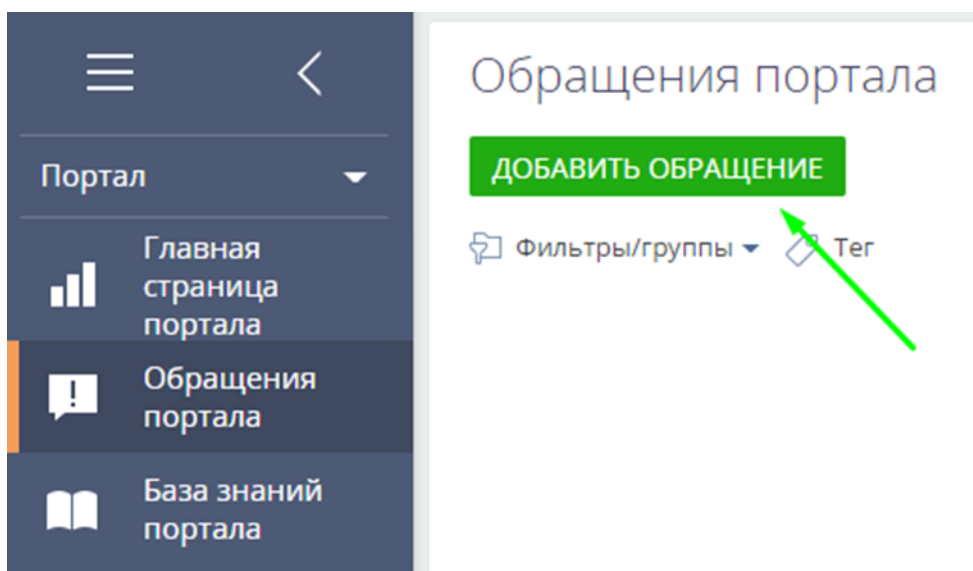 Обращения портала
ДОБАВИТЬ ОБРАЩЕНИЕ
Фильтры/группы
Тег
Портал
Главная
страница
портала
Обращения
портала
База знаний
портала